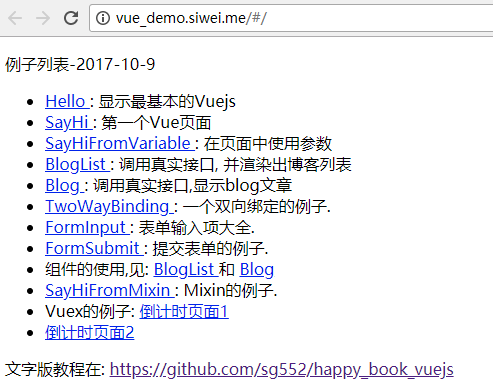 vue_demo.siwei.me/#/
例子列表-2017-10-9
Hello : 显示最基本的Vuejs
SayHi : 第一个Vue页面
SayHiFromVariable : 在页面中使用参数
BlogList : 调用真实接口, 并渲染出博客列表
Blog : 调用真实接口,显示blog文章
TwoWayBinding : 一个双向绑定的例子.
FormInput : 表单输入项大全.
FormSubmit : 提交表单的例子.
组件的使用,见: BlogList 和 Blog
SayHiFromMixin : Mixin的例子.
Vuex的例子: 倒计时页面1
倒计时页面2
文字版教程在: https://github.com/sg552/happy_book_vuejs